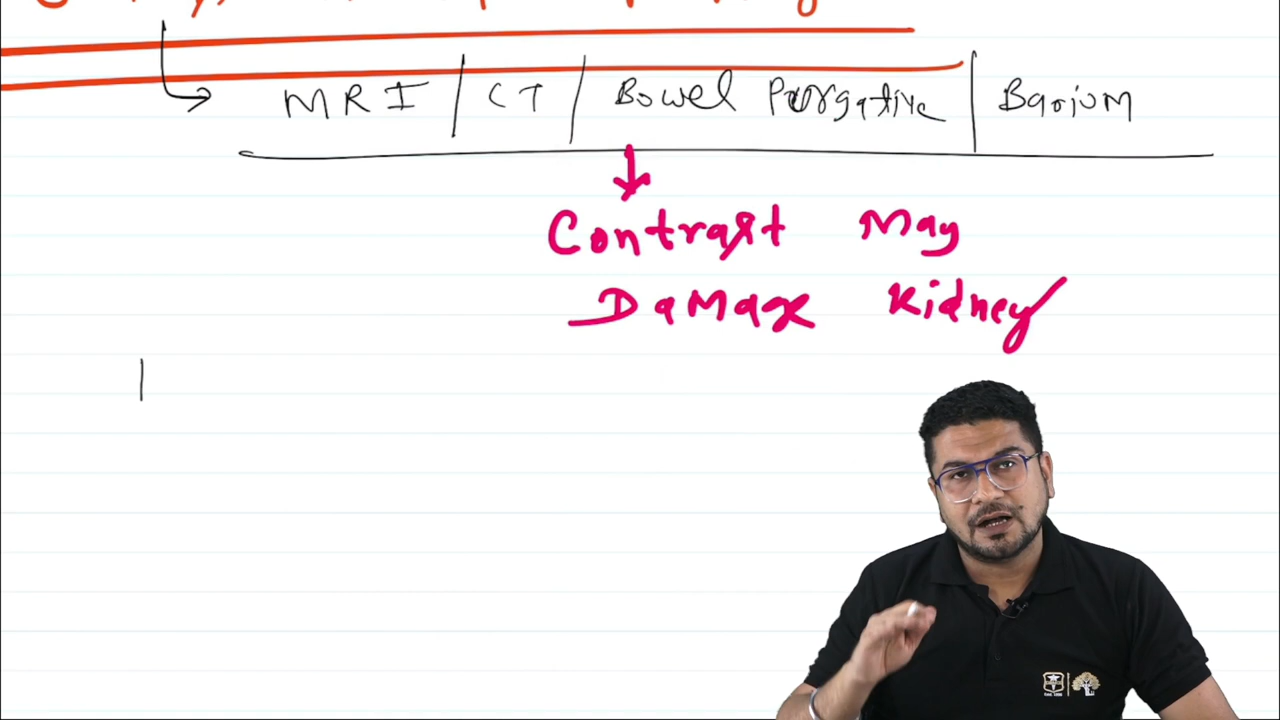 MRI | CT | Bowel Purgative | Barium
Contrast May
Damage Kidney